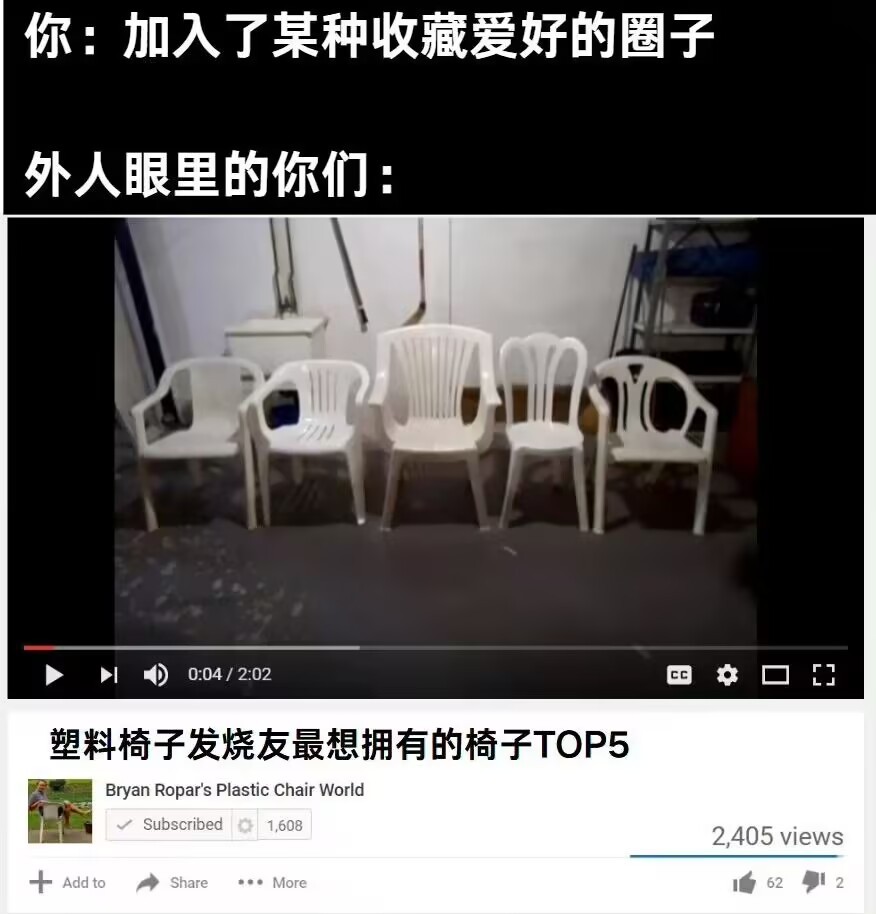 你：加入了某种收藏爱好的圈子
外人眼里的你们：
0:04 / 2:02
CC
塑料椅子发烧友最想拥有的椅子TOP5
Bryan Ropar's Plastic Chair World
Subscribed 1,608
2,405 views
Add to Share More 62 2